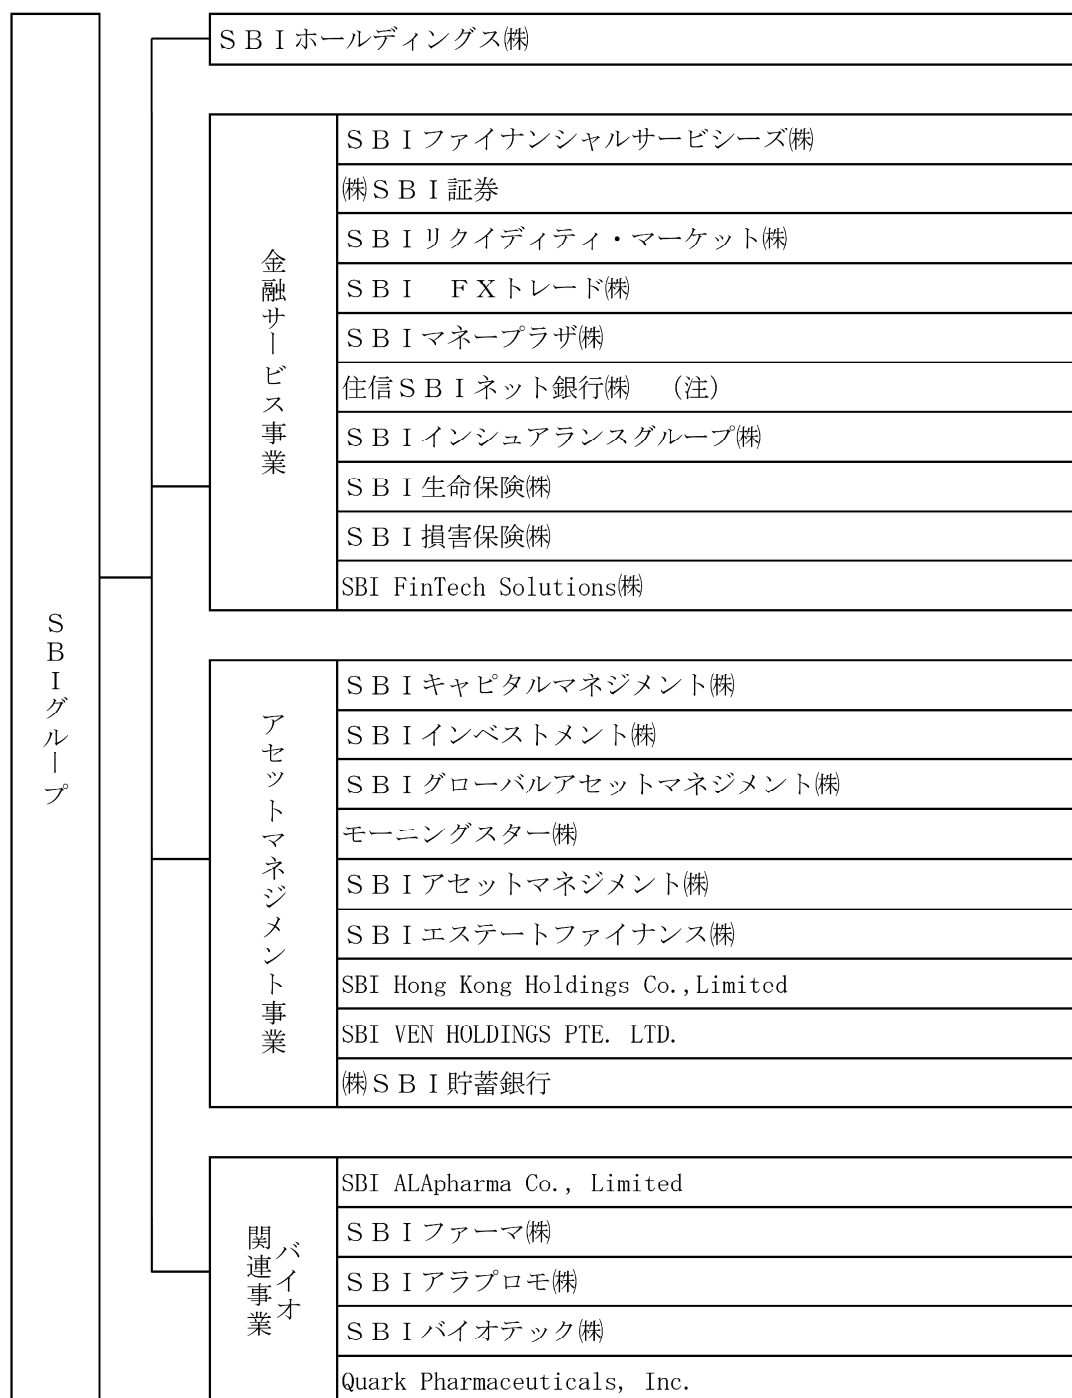 SBIグループ
SBIホールディングス㈱
金融サービス事業
SBIファイナンシャルサービシーズ㈱
㈱SBI証券
SBIリクイディティ・マーケット㈱
SBI FXトレード㈱
SBIマネープラザ㈱
住信SBIネット銀行㈱ (注)
SBIインシュアランスグループ㈱
SBI生命保険㈱
SBI損害保険㈱
SBI FinTech Solutions㈱
アセットマネジメント事業
SBIキャピタルマネジメント㈱
SBIインベストメント㈱
SBIグローバルアセットマネジメント㈱
モーニングスター㈱
SBIアセットマネジメント㈱
SBIエステートファイナンス㈱
SBI Hong Kong Holdings Co.,Limited
SBI VEN HOLDINGS PTE. LTD.
㈱SBI貯蓄銀行
バイオ
関連事業
SBI ALApharma Co., Limited
SBIファーマ㈱
SBIアラプロモ㈱
SBIバイオテック㈱
Quark Pharmaceuticals, Inc.